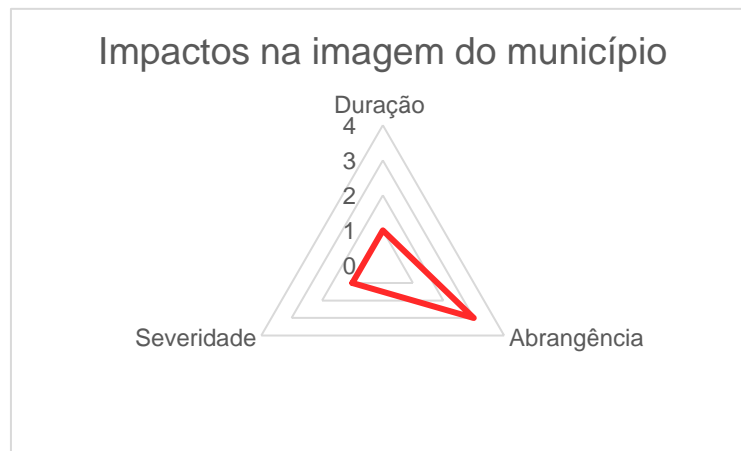 Impactos na imagem do município
Duração
4
3
2
1
0
Severidade
Abrangência